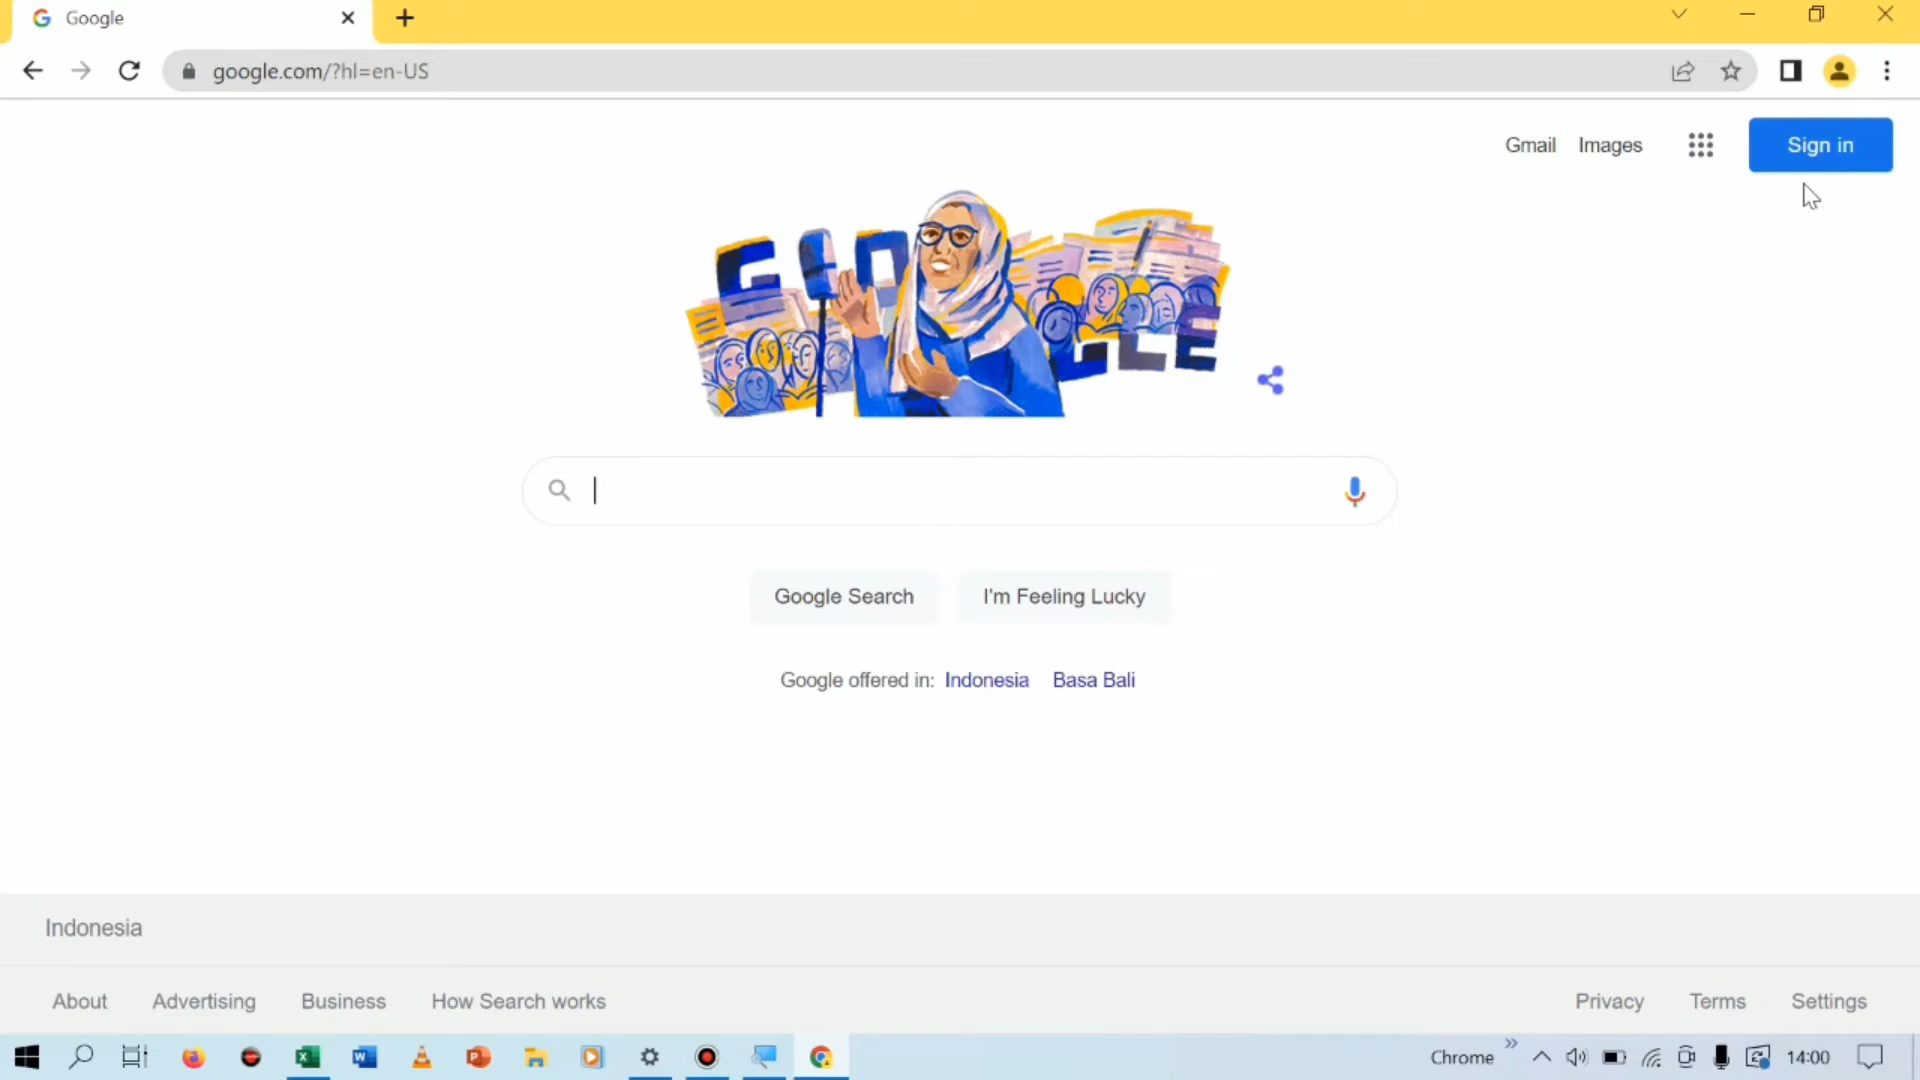 Google
google.com/?hl=en-US
Gmail Images Sign in
Google Search I'm Feeling Lucky
Google offered in: Indonesia Basa Bali
Indonesia
About Advertising Business How Search works Privacy Terms Settings
Chrome 14:00